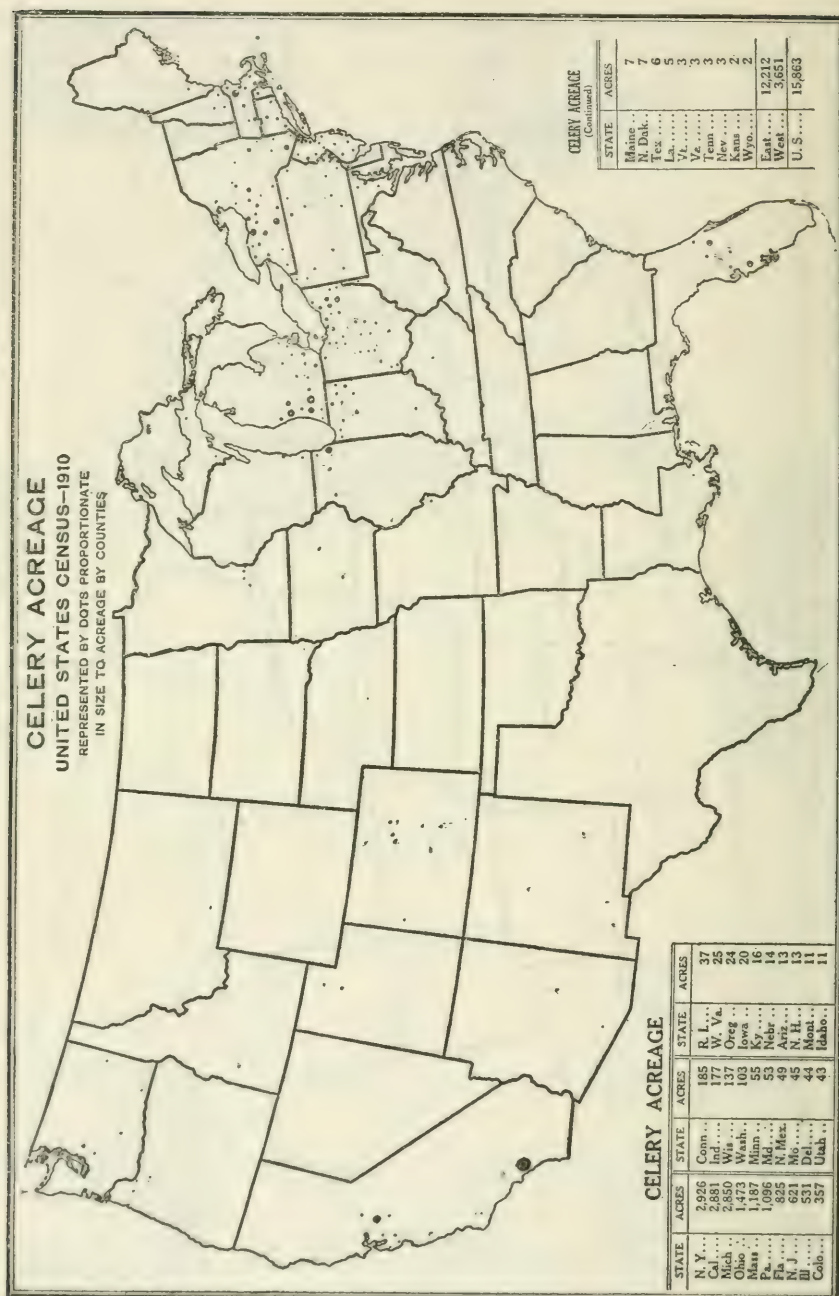 CELERY ACREAGE
UNITED STATES CENSUS–1910
REPRESENTED BY DOTS PROPORTIONATE
IN SIZE TO ACREAGE BY COUNTIES
CELERY ACREAGE
STATE ACRES STATE ACRES STATE ACRES
N. Y.... 2,926 Conn... 185 R. I.... 37
Cal.... 2,881 Ind.... 177 W. Va. 25
Mich... 2,850 Wis... 137 Oreg... 24
Ohio... 1,473 Wash.. 103 Iowa... 20
Mass... 1,187 Minn.. 55 Ky.... 16
Pa..... 1,096 Md.... 53 Nebr... 14
Fla.... 825 N. Mex. 49 Ariz... 13
N. J.... 621 Mo.... 45 N. H... 13
Ill..... 531 Del.... 44 Mont.. 11
Colo... 357 Utah.. 43 Idaho.. 11
CELERY ACREAGE
(Continued)
STATE ACRES
Maine.. 7
N. Dak.. 7
Tex.... 6
La..... 5
Vt..... 3
Va..... 3
Tenn... 3
Nev... 3
Kans... 2
Wyo... 2
East.... 12,212
West... 3,651
U. S.... 15,863